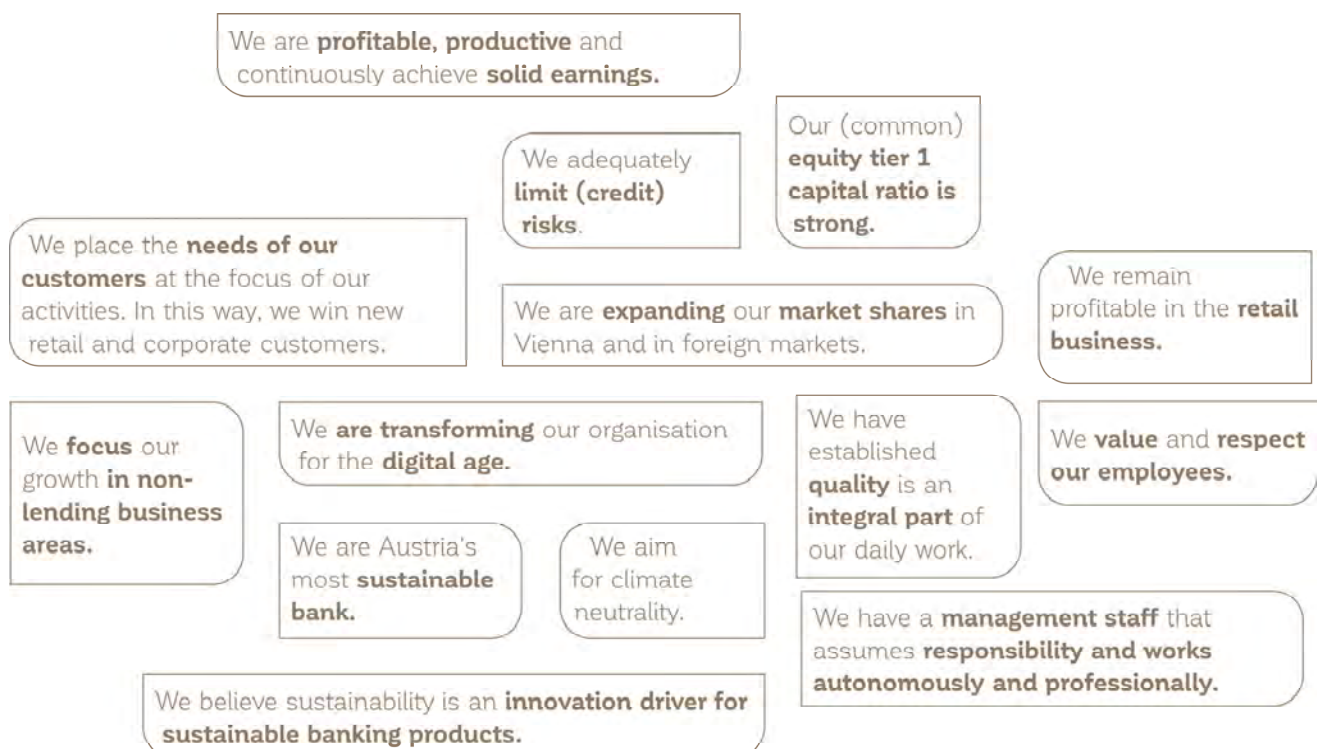 We are profitable, productive and
continuously achieve solid earnings.
We adequately
limit (credit)
risks.
Our (common)
equity tier 1
capital ratio is
strong.
We place the needs of our
customers at the focus of our
activities. In this way, we win new
retail and corporate customers.
We are expanding our market shares in
Vienna and in foreign markets.
We remain
profitable in the retail
business.
We focus our
growth in non-
lending business
areas.
We are transforming our organisation
for the digital age.
We have
established
quality is an
integral part of
our daily work.
We value and respect
our employees.
We are Austria's
most sustainable
bank.
We aim
for climate
neutrality.
We have a management staff that
assumes responsibility and works
autonomously and professionally.
We believe sustainability is an innovation driver for
sustainable banking products.